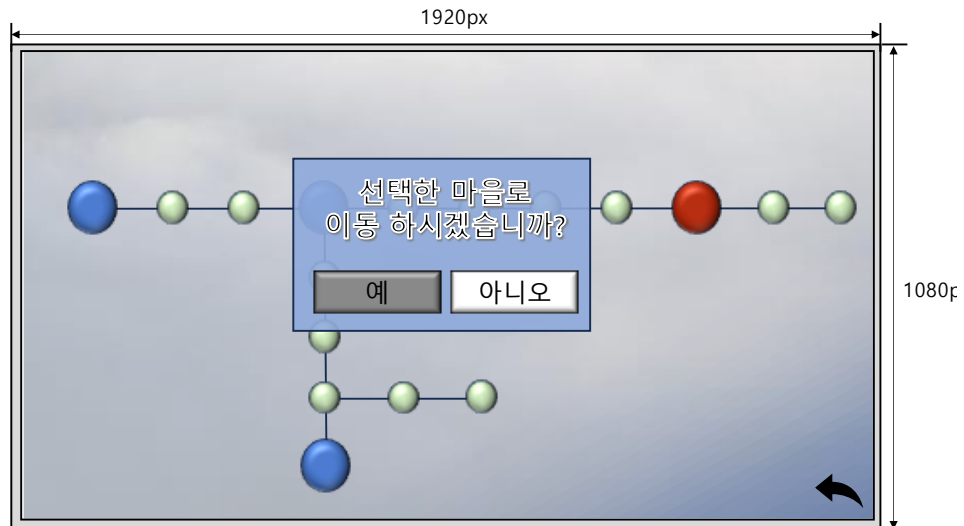 1920px
선택한 마을로
이동 하시겠습니까?
예
아니오
1080p